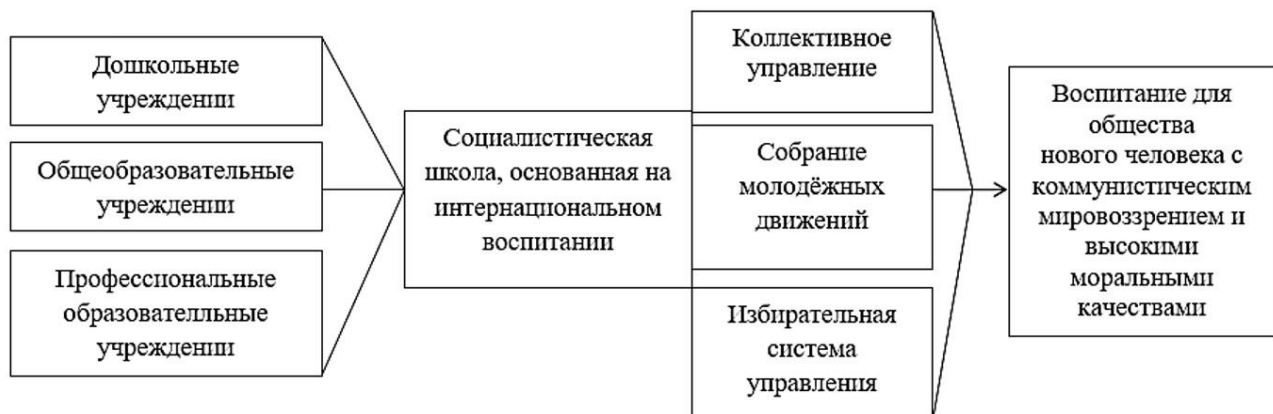 Дошкольные
учреждении
Общеобразовательные
учреждении
Профессиональные
образователльные
учреждении
Социалистическая
школа, основанная на
интернациональном
воспитании
Коллективное
управление
Собрание
молодёжных
движений
Избирательная
система
управления
Воспитание для
общества
нового человека с
коммунистическим
мировоззрением и
высокими
моральными
качествами